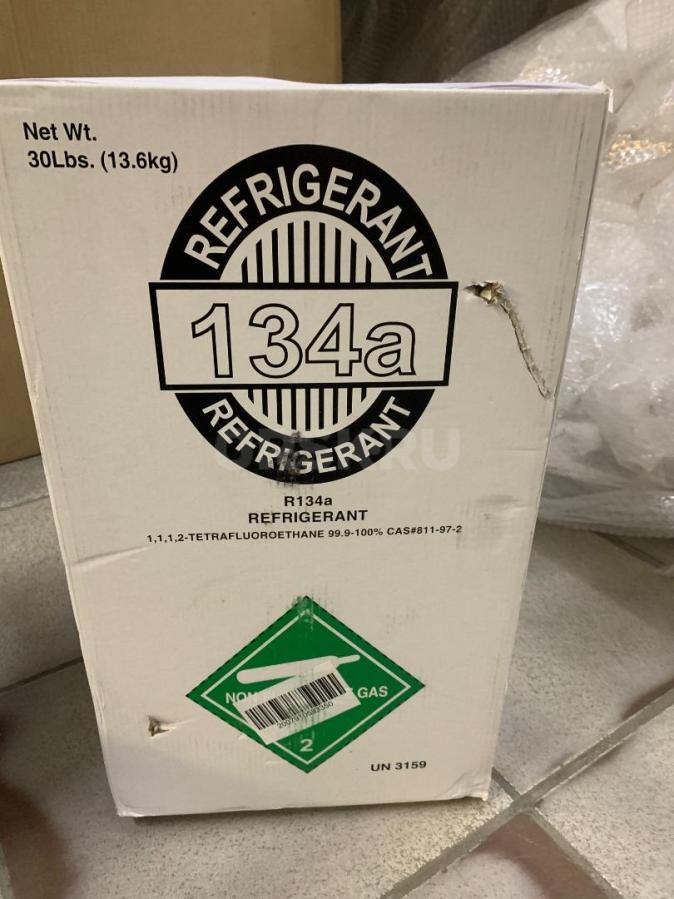 Net Wt.
30Lbs. (13.6kg)
REFRIGERANT
134a
REFRIGERANT
R134a
REFRIGERANT
1,1,1,2-TETRAFLUOROETHANE 99.9-100% CAS#811-97-2
GAS
2
UN 3159